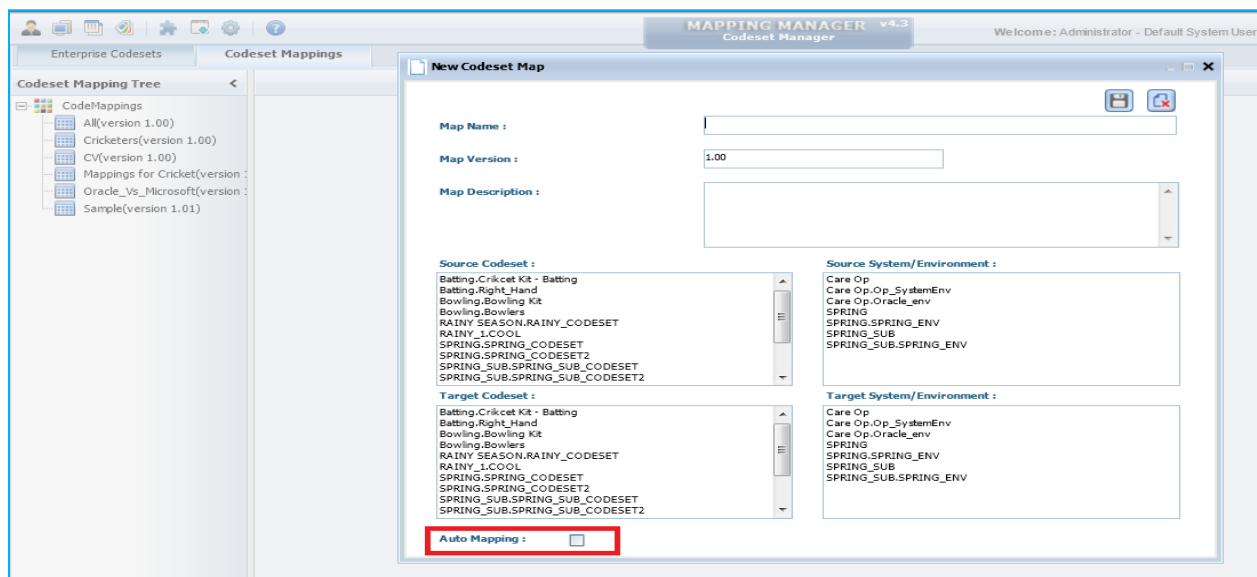 MAPPING MANAGER v4.3
Codeset Manager
Welcome: Administrator - Default System User
Enterprise Codesets
Codeset Mappings
Codeset Mapping Tree
CodeMappings
All(version 1.00)
Cricketers(version 1.00)
CV(version 1.00)
Mappings for Cricket(version 1
Oracle_Vs_Microsoft(version 1
Sample(version 1.01)
New Codeset Map
Map Name :
Map Version :
1.00
Map Description :
Source Codeset :
Batting.Crikcet Kit - Batting
Batting.Right_Hand
Bowling.Bowling Kit
Bowling.Bowlers
RAINY SEASON.RAINY_CODESET
RAINY_1.COOL
SPRING.SPRING_CODESET
SPRING.SPRING_CODESET2
SPRING_SUB.SPRING_SUB_CODESET
SPRING_SUB.SPRING_SUB_CODESET2
Source System/Environment :
Care Op
Care Op.Op_SystemEnv
Care Op.Oracle_env
SPRING
SPRING.SPRING_ENV
SPRING_SUB
SPRING_SUB.SPRING_ENV
Target Codeset :
Batting.Crikcet Kit - Batting
Batting.Right_Hand
Bowling.Bowling Kit
Bowling.Bowlers
RAINY SEASON.RAINY_CODESET
RAINY_1.COOL
SPRING.SPRING_CODESET
SPRING.SPRING_CODESET2
SPRING_SUB.SPRING_SUB_CODESET
SPRING_SUB.SPRING_SUB_CODESET2
Target System/Environment :
Care Op
Care Op.Op_SystemEnv
Care Op.Oracle_env
SPRING
SPRING.SPRING_ENV
SPRING_SUB
SPRING_SUB.SPRING_ENV
Auto Mapping :